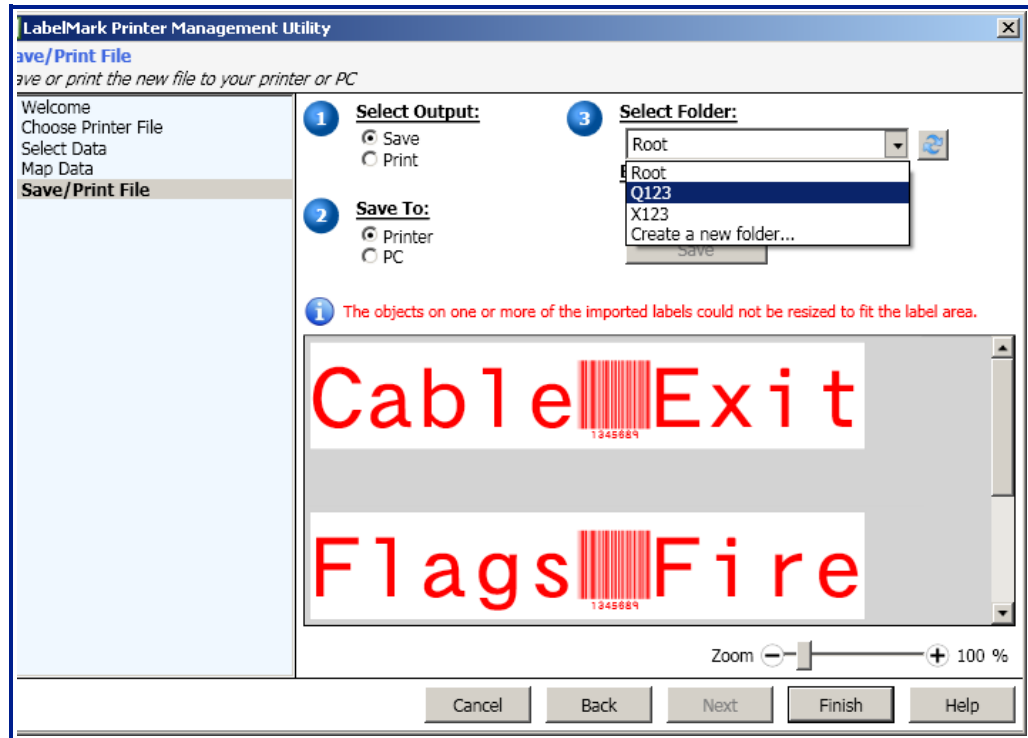 LabelMark Printer Management Utility
ave/Print File
ave or print the new file to your printer or PC
Welcome
Choose Printer File
Select Data
Map Data
Save/Print File
1 Select Output:
Save
Print
2 Save To:
Printer
PC
3 Select Folder:
Root
Root
Q123
X123
Create a new folder...
Save
The objects on one or more of the imported labels could not be resized to fit the label area.
Cable Exit
1345689
Flags Fire
1345689
Zoom 100 %
Cancel Back Next Finish Help